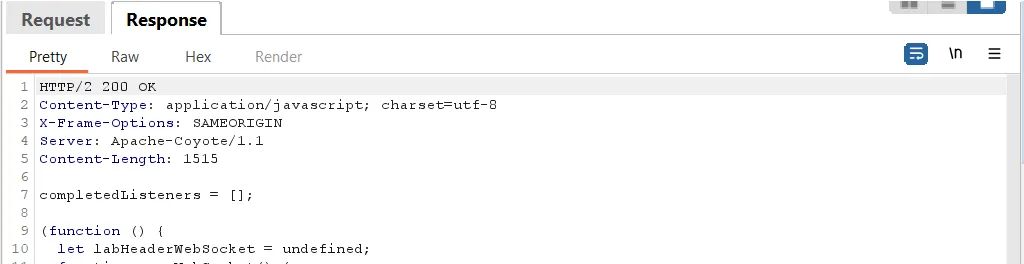 Request Response
Pretty Raw Hex Render \n
1 HTTP/2 200 OK
2 Content-Type: application/javascript; charset=utf-8
3 X-Frame-Options: SAMEORIGIN
4 Server: Apache-Coyote/1.1
5 Content-Length: 1515
6
7 completedListeners = [];
8
9 (function () {
10 let labHeaderWebSocket = undefined;